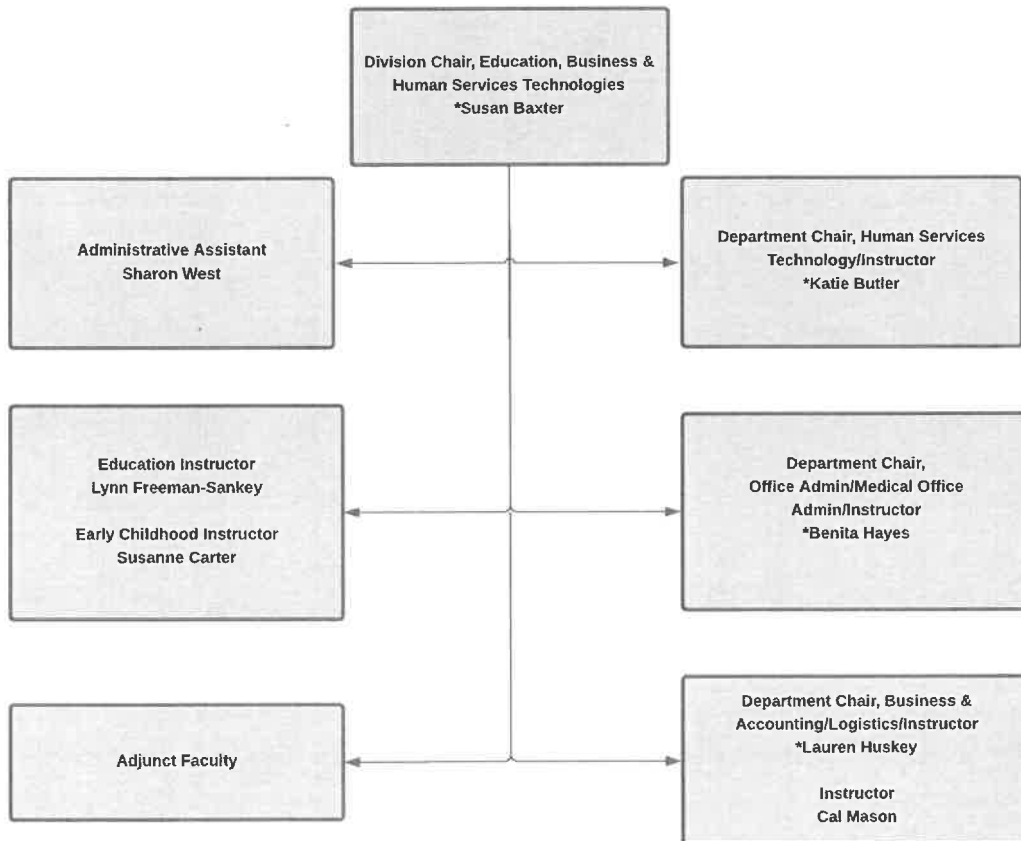 Division Chair, Education, Business &
Human Services Technologies
*Susan Baxter
Administrative Assistant
Sharon West
Department Chair, Human Services
Technology/Instructor
*Katie Butler
Education Instructor
Lynn Freeman-Sankey
Early Childhood Instructor
Susanne Carter
Department Chair,
Office Admin/Medical Office
Admin/Instructor
*Benita Hayes
Adjunct Faculty
Department Chair, Business &
Accounting/Logistics/Instructor
*Lauren Huskey
Instructor
Cal Mason